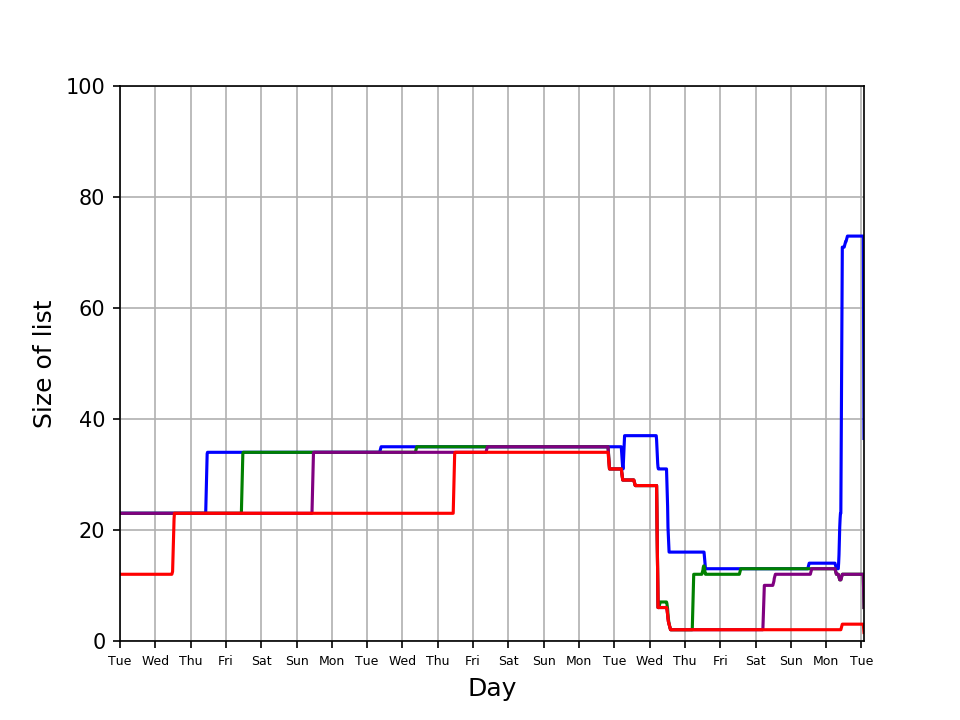 100
80
60
40
20
0
Size of list
Tue Wed Thu Fri Sat Sun Mon Tue Wed Thu Fri Sat Sun Mon Tue Wed Thu Fri Sat Sun Mon Tue
Day